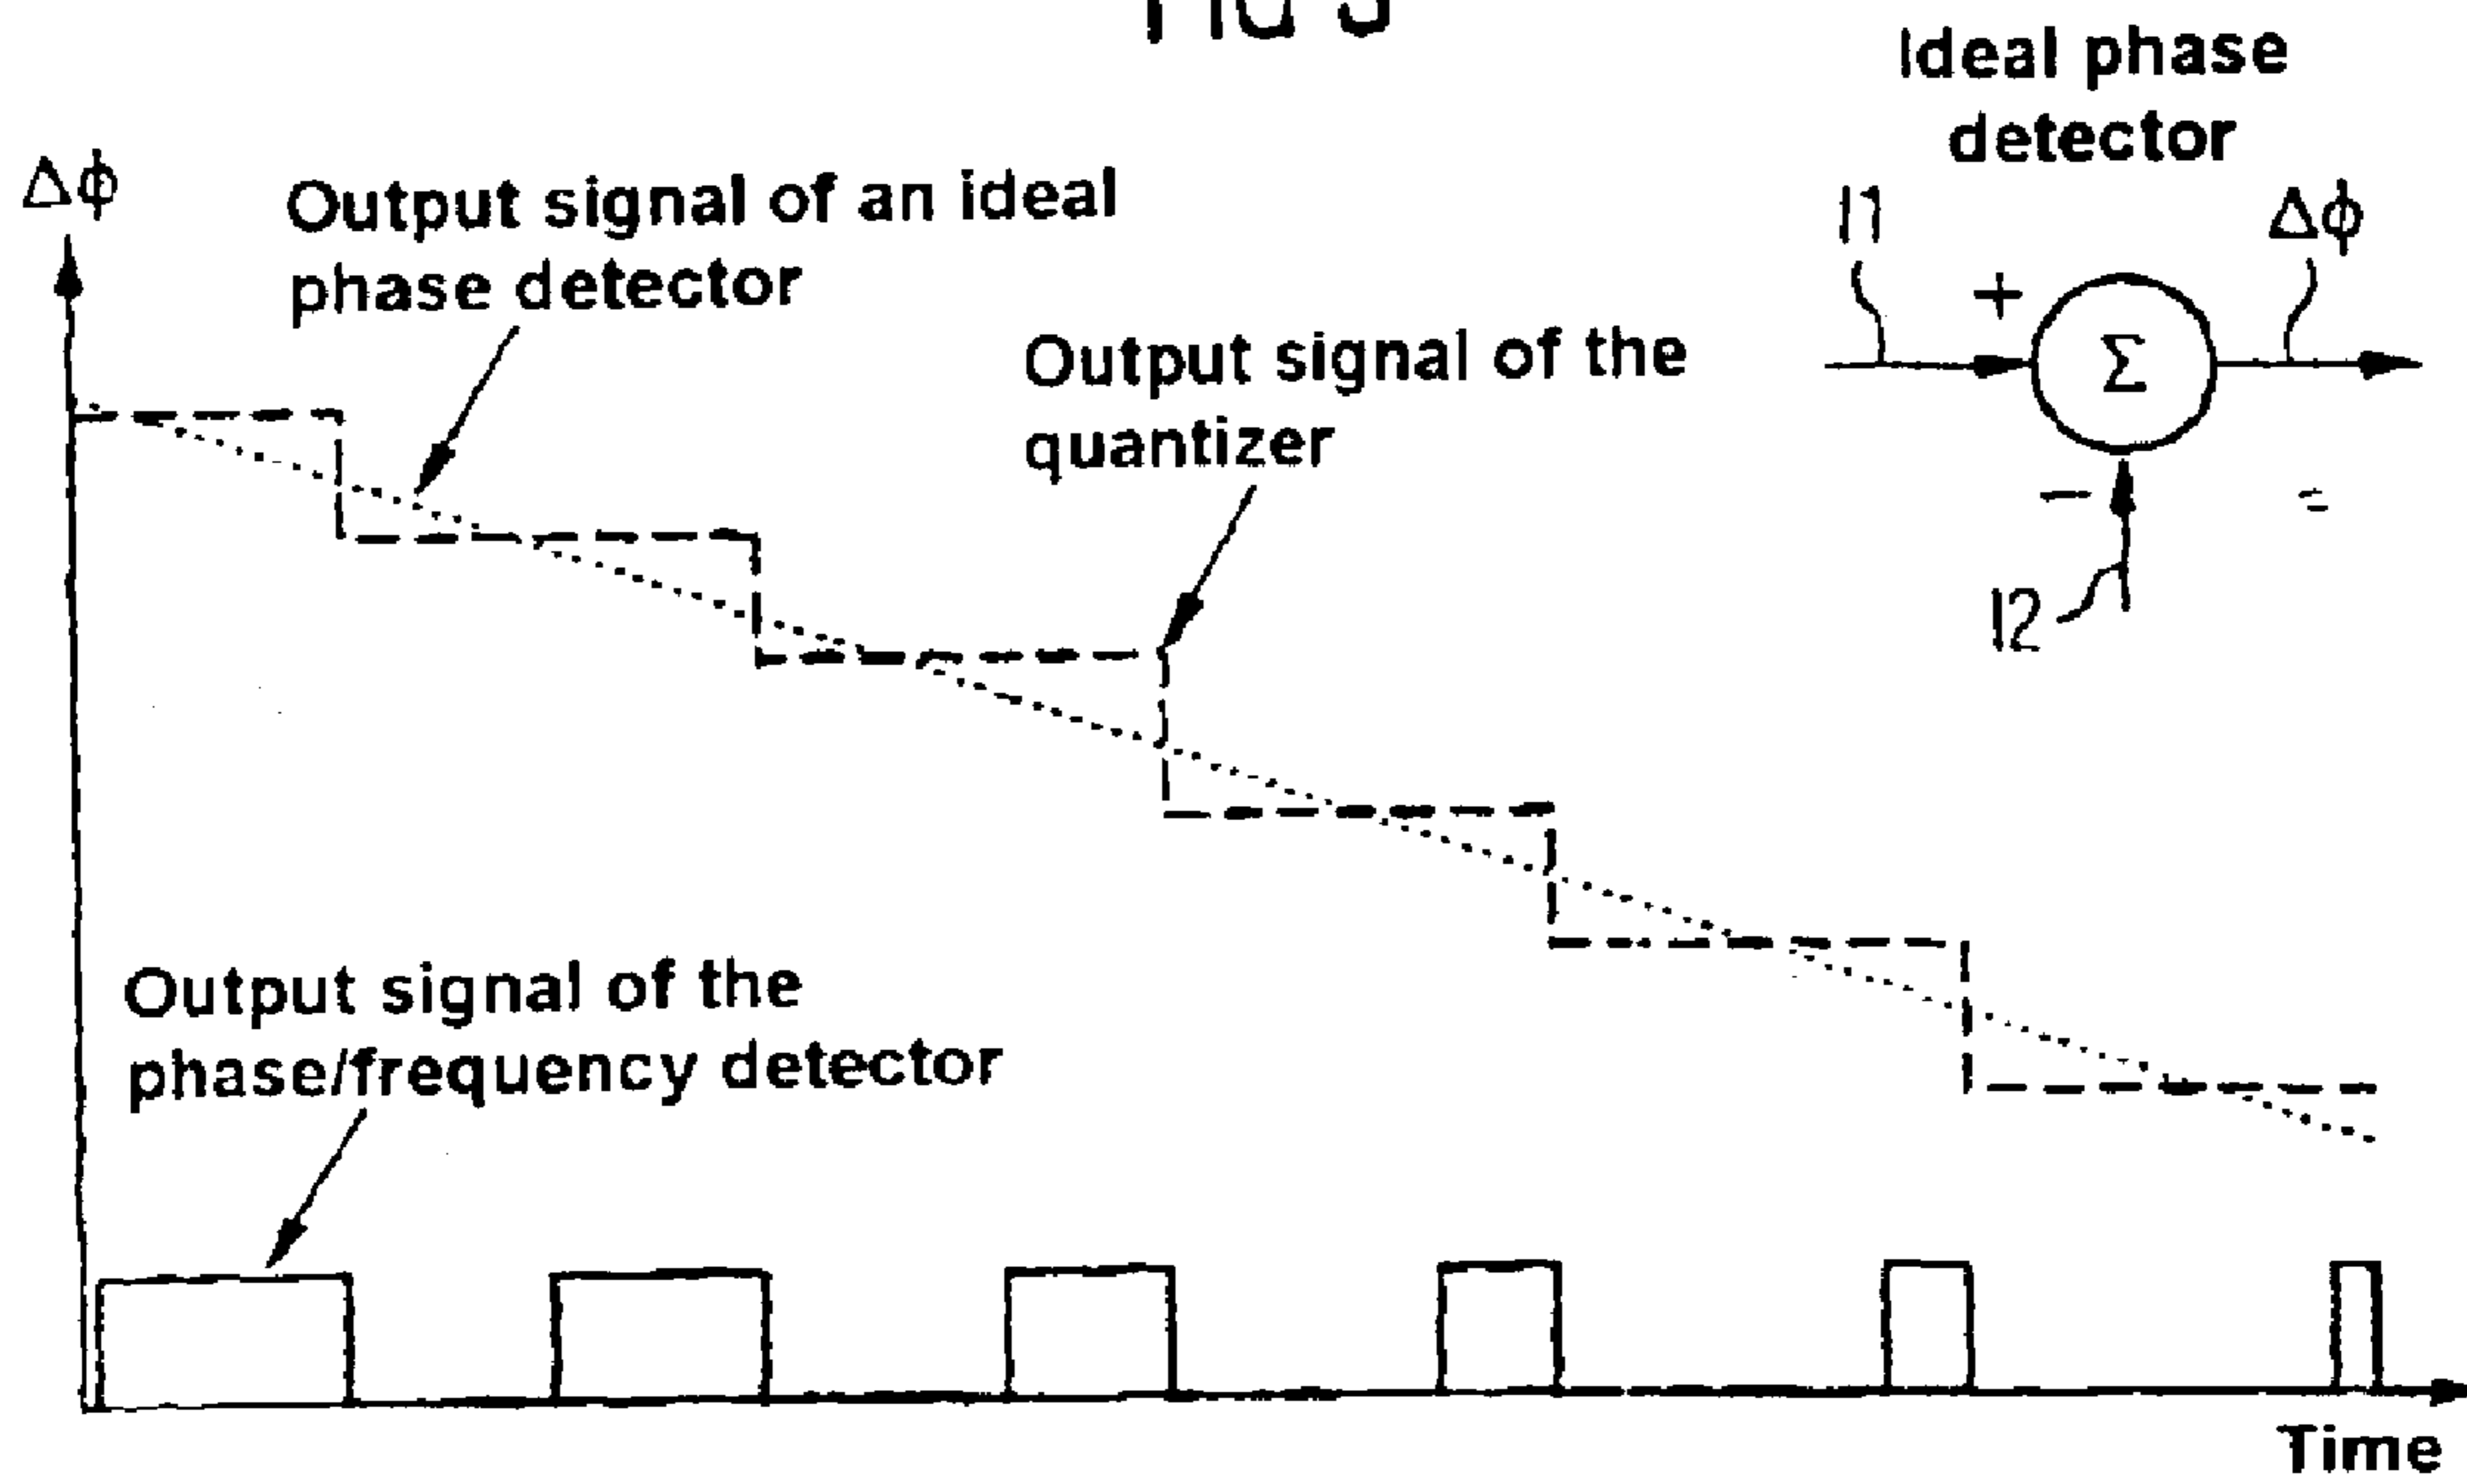 Ideal phase
detector
Δϕ
Output signal of an ideal
phase detector
I1
Δϕ
+
Σ
Output signal of the
quantizer
−
I2
Output signal of the
phase/frequency detector
Time